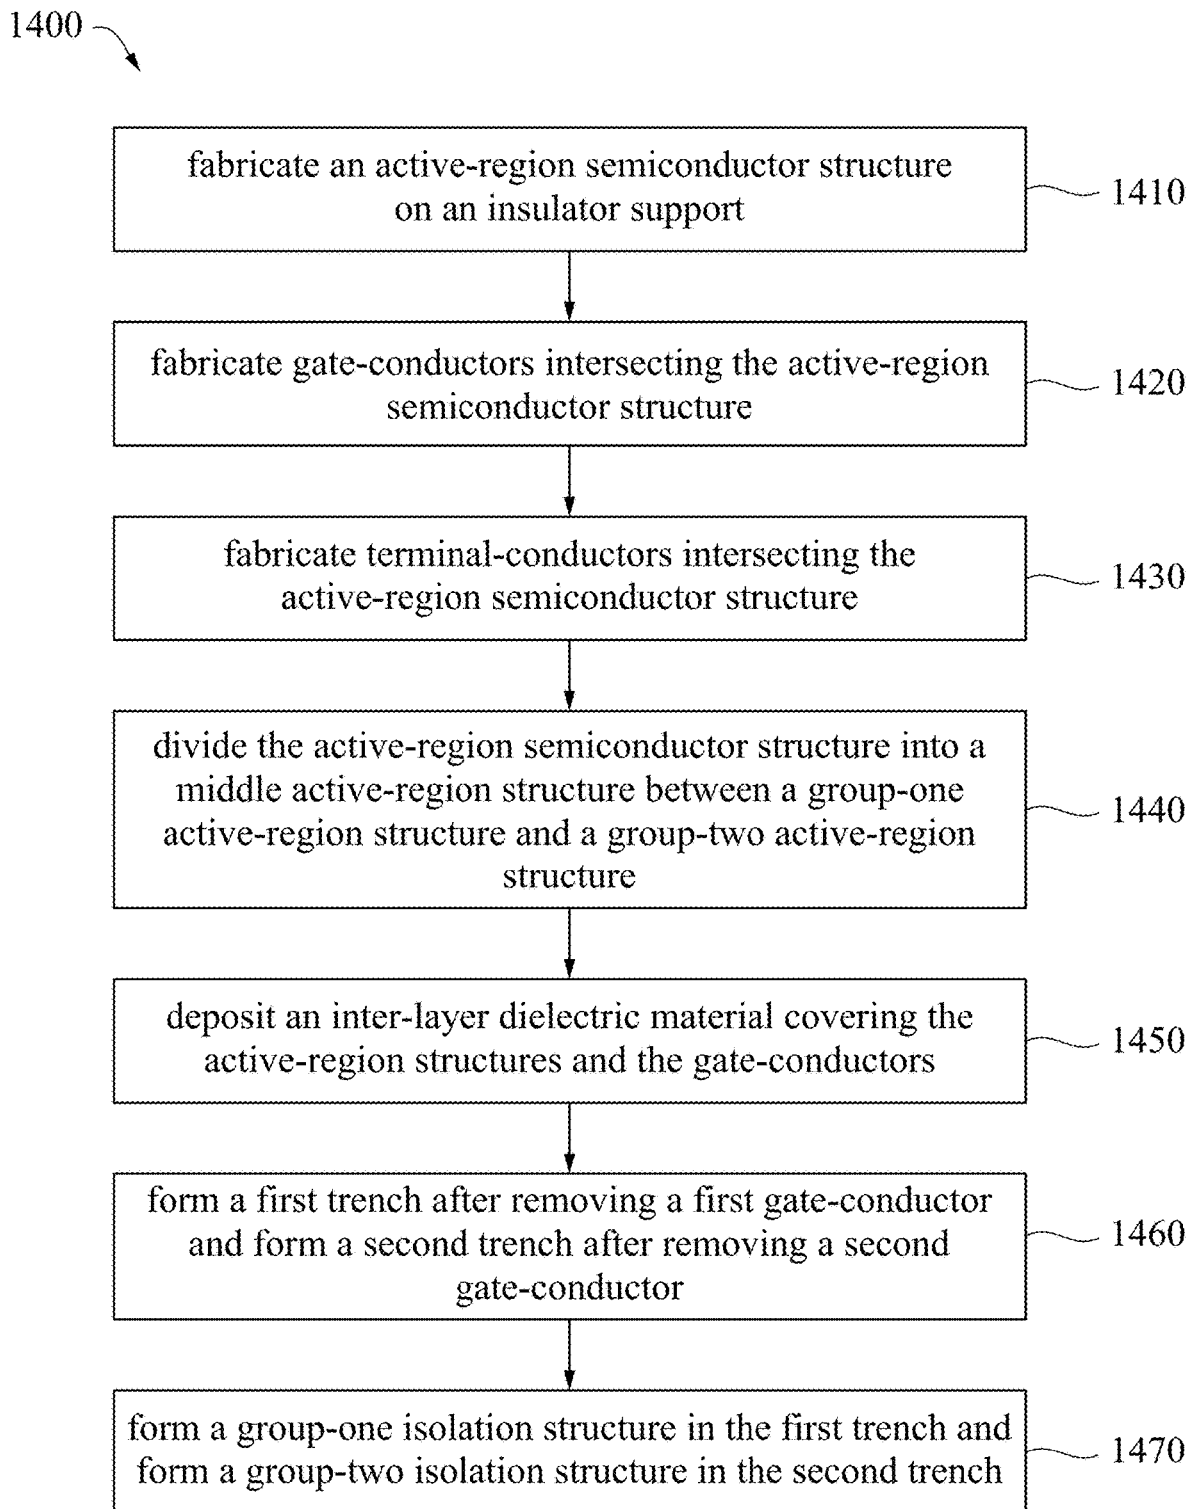 1400
fabricate an active-region semiconductor structure
on an insulator support
1410
fabricate gate-conductors intersecting the active-region
semiconductor structure
1420
fabricate terminal-conductors intersecting the
active-region semiconductor structure
1430
divide the active-region semiconductor structure into a
middle active-region structure between a group-one
active-region structure and a group-two active-region
structure
1440
deposit an inter-layer dielectric material covering the
active-region structures and the gate-conductors
1450
form a first trench after removing a first gate-conductor
and form a second trench after removing a second
gate-conductor
1460
form a group-one isolation structure in the first trench and
form a group-two isolation structure in the second trench
1470